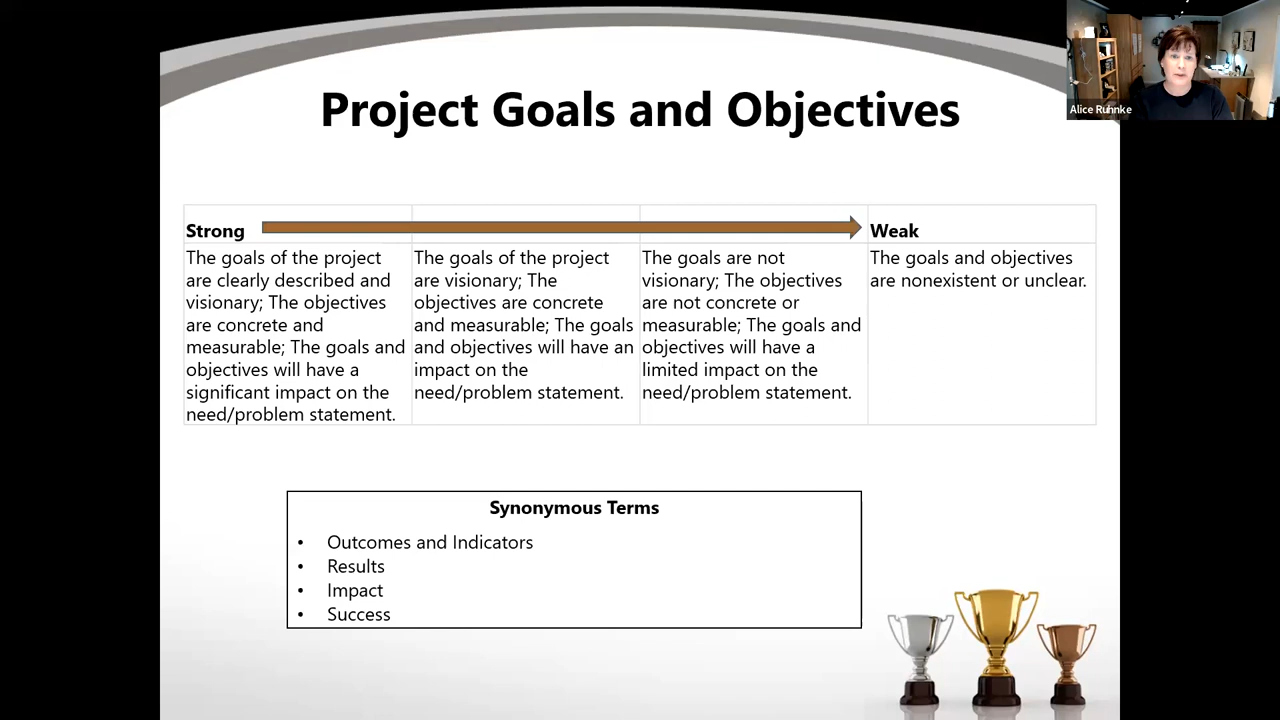 Project Goals and Objectives
Alice Ruhnke
Strong
Weak
The goals of the project
are clearly described and
visionary; The objectives
are concrete and
measurable; The goals and
objectives will have a
significant impact on the
need/problem statement.
The goals of the project
are visionary; The
objectives are concrete
and measurable; The goals
and objectives will have an
impact on the
need/problem statement.
The goals are not
visionary; The objectives
are not concrete or
measurable; The goals and
objectives will have a
limited impact on the
need/problem statement.
The goals and objectives
are nonexistent or unclear.
Synonymous Terms
• Outcomes and Indicators
• Results
• Impact
• Success